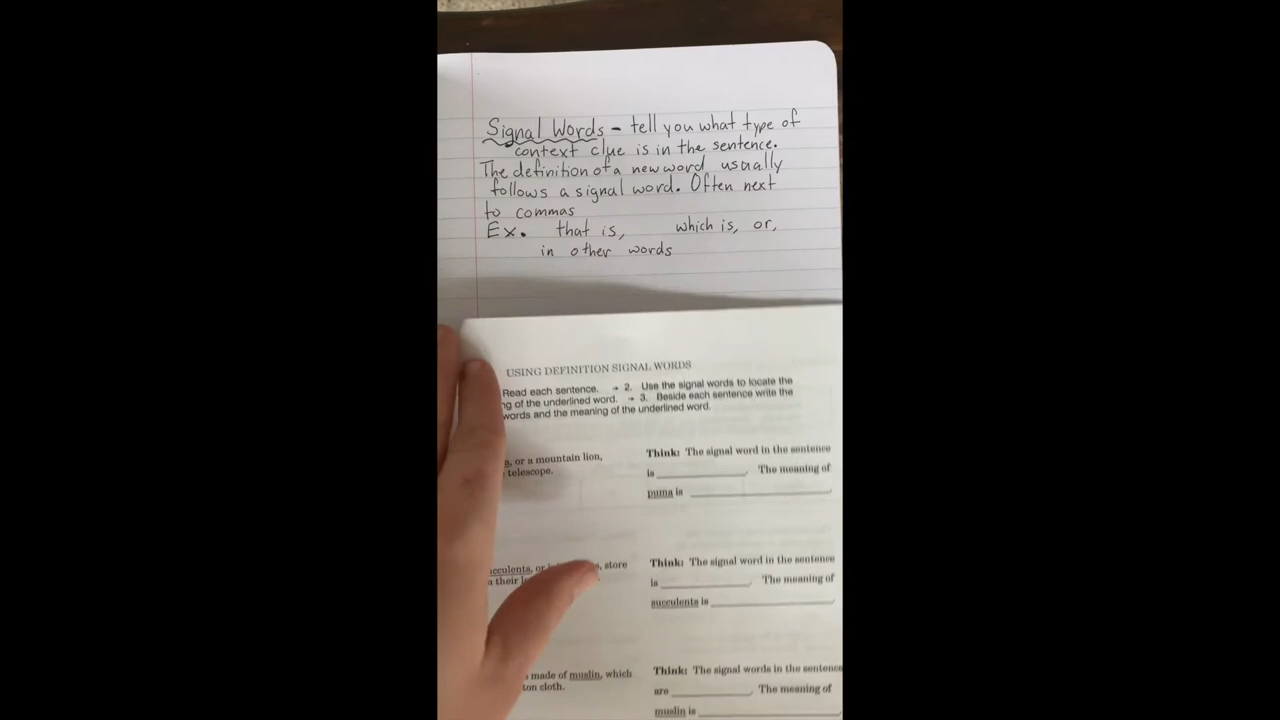 Signal Words - tell you what type of
context clue is in the sentence.
The definition of a new word usually
follows a signal word. Often next
to commas
Ex. that is, which is, or,
in other words
USING DEFINITION SIGNAL WORDS
Read each sentence. → 2. Use the signal words to locate the
of the underlined word. → 3. Beside each sentence write the
words and the meaning of the underlined word.
or a mountain lion,
telescope.
Think: The signal word in the sentence
is ______. The meaning of
puma is ______.
or
store
their
Think: The signal word in the sentence
is ______. The meaning of
succulents is ______.
made of muslin, which
cloth.
Think: The signal words in the sentence
are ______. The meaning of
muslin is ______